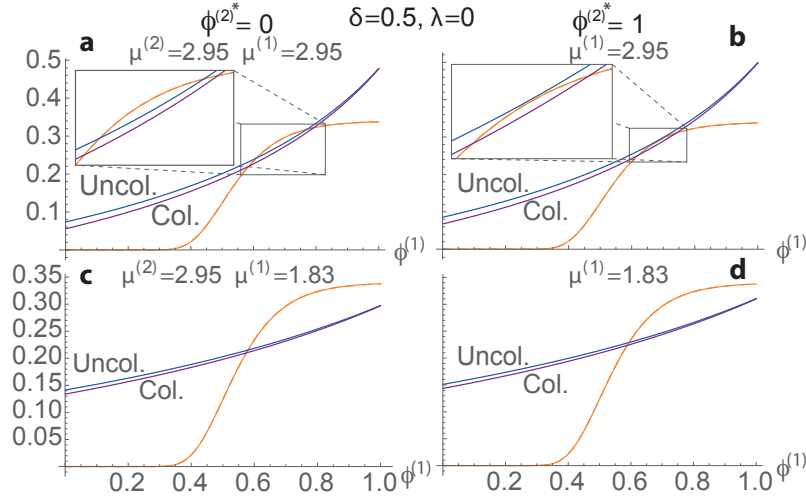 ϕ^(2)*= 0 δ=0.5, λ=0 ϕ^(2)*= 1
a μ^(2)=2.95 μ^(1)=2.95
μ^(1)=2.95 b
0.5
0.4
0.3
0.2
0.1
Uncol.
Col.
ϕ^(1)
Uncol.
Col.
ϕ^(1)
c μ^(2)=2.95 μ^(1)=1.83
μ^(1)=1.83 d
0.35
0.30
0.25
0.20
0.15
0.10
0.05
Uncol.
Col.
ϕ^(1)
Uncol.
Col.
ϕ^(1)
0.2 0.4 0.6 0.8 1.0
0.2 0.4 0.6 0.8 1.0